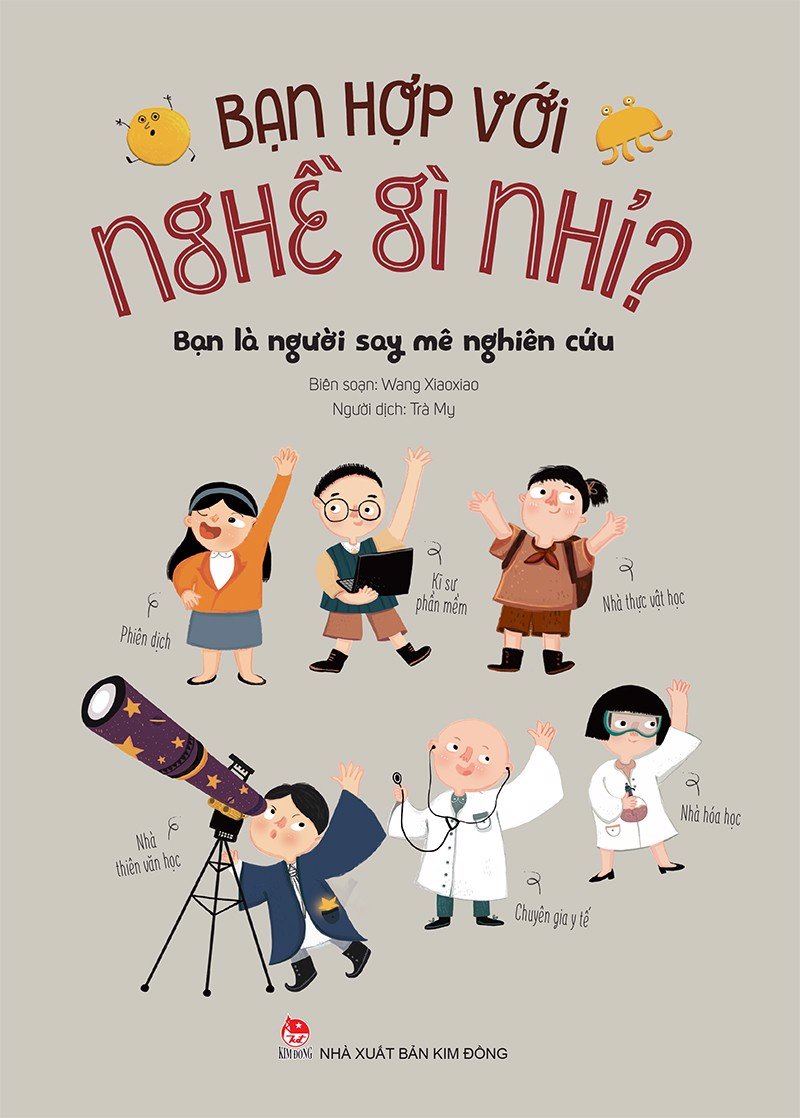 BẠN HỢP VỚI
NGHỀ GÌ NHỈ?
Bạn là người say mê nghiên cứu
Biên soạn: Wang Xiaoxiao
Người dịch: Trà My
Phiên dịch
Kĩ sư
phần mềm
Nhà thực vật học
Nhà
thiên văn học
Chuyên gia y tế
Nhà hóa học
KIM ĐỒNG
NHÀ XUẤT BẢN KIM ĐỒNG